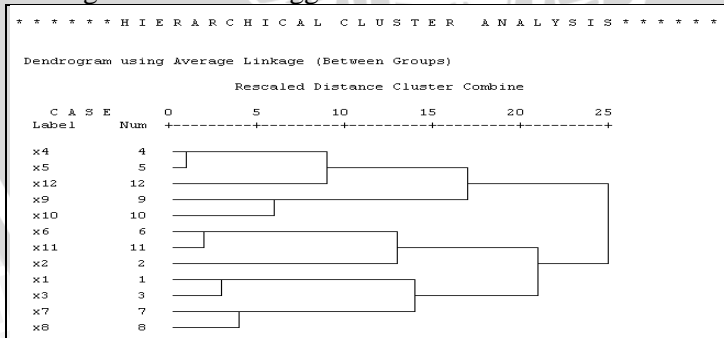 * * * * * * H I E R A R C H I C A L   C L U S T E R   A N A L Y S I S * * * * * *
Dendrogram using Average Linkage (Between Groups)
Rescaled Distance Cluster Combine
C A S E 0 5 10 15 20 25
Label Num +---------+---------+---------+---------+---------+
x4 4
x5 5
x12 12
x9 9
x10 10
x6 6
x11 11
x2 2
x1 1
x3 3
x7 7
x8 8